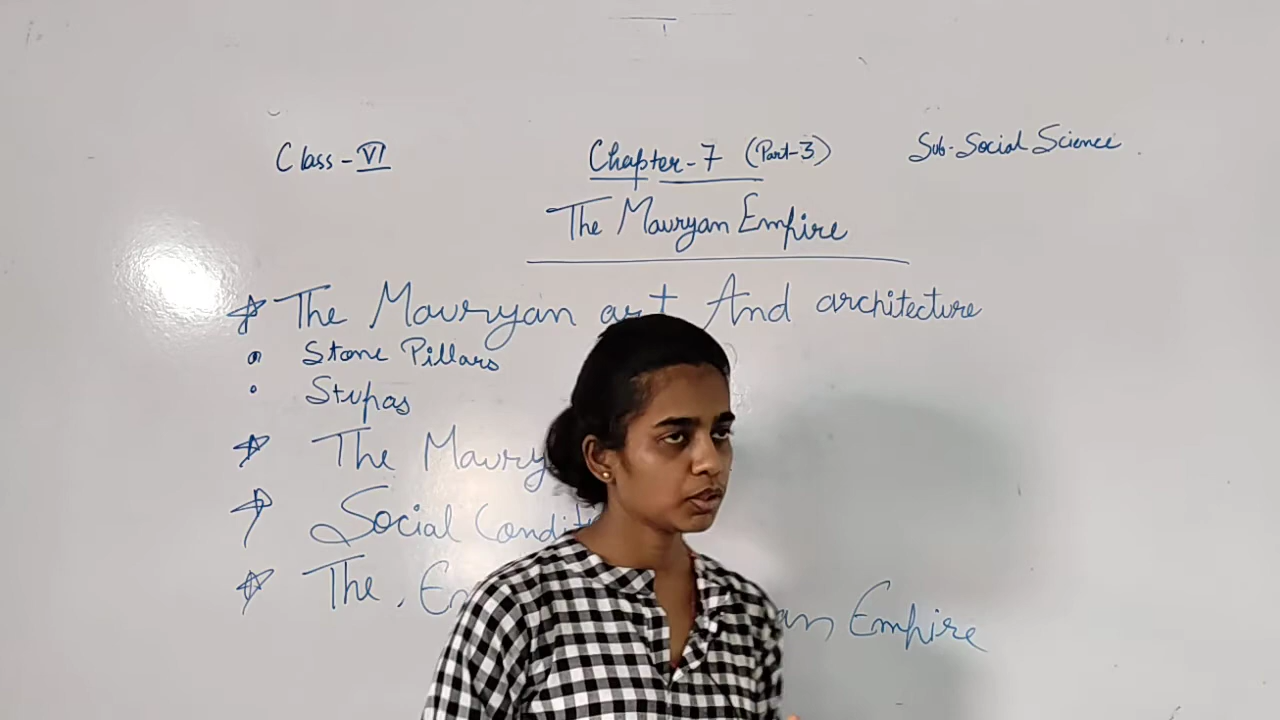 Class-VI Chapter-7 (Part-3) Sub-Social Science
The Mauryan Empire
The Mauryan art And architecture
Stone Pillars
Stupas
The
Social
The Empire